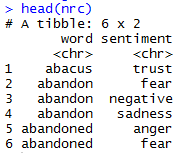 > head(nrc)
# A tibble: 6 x 2
word sentiment
<chr> <chr>
1 abacus trust
2 abandon fear
3 abandon negative
4 abandon sadness
5 abandoned anger
6 abandoned fear